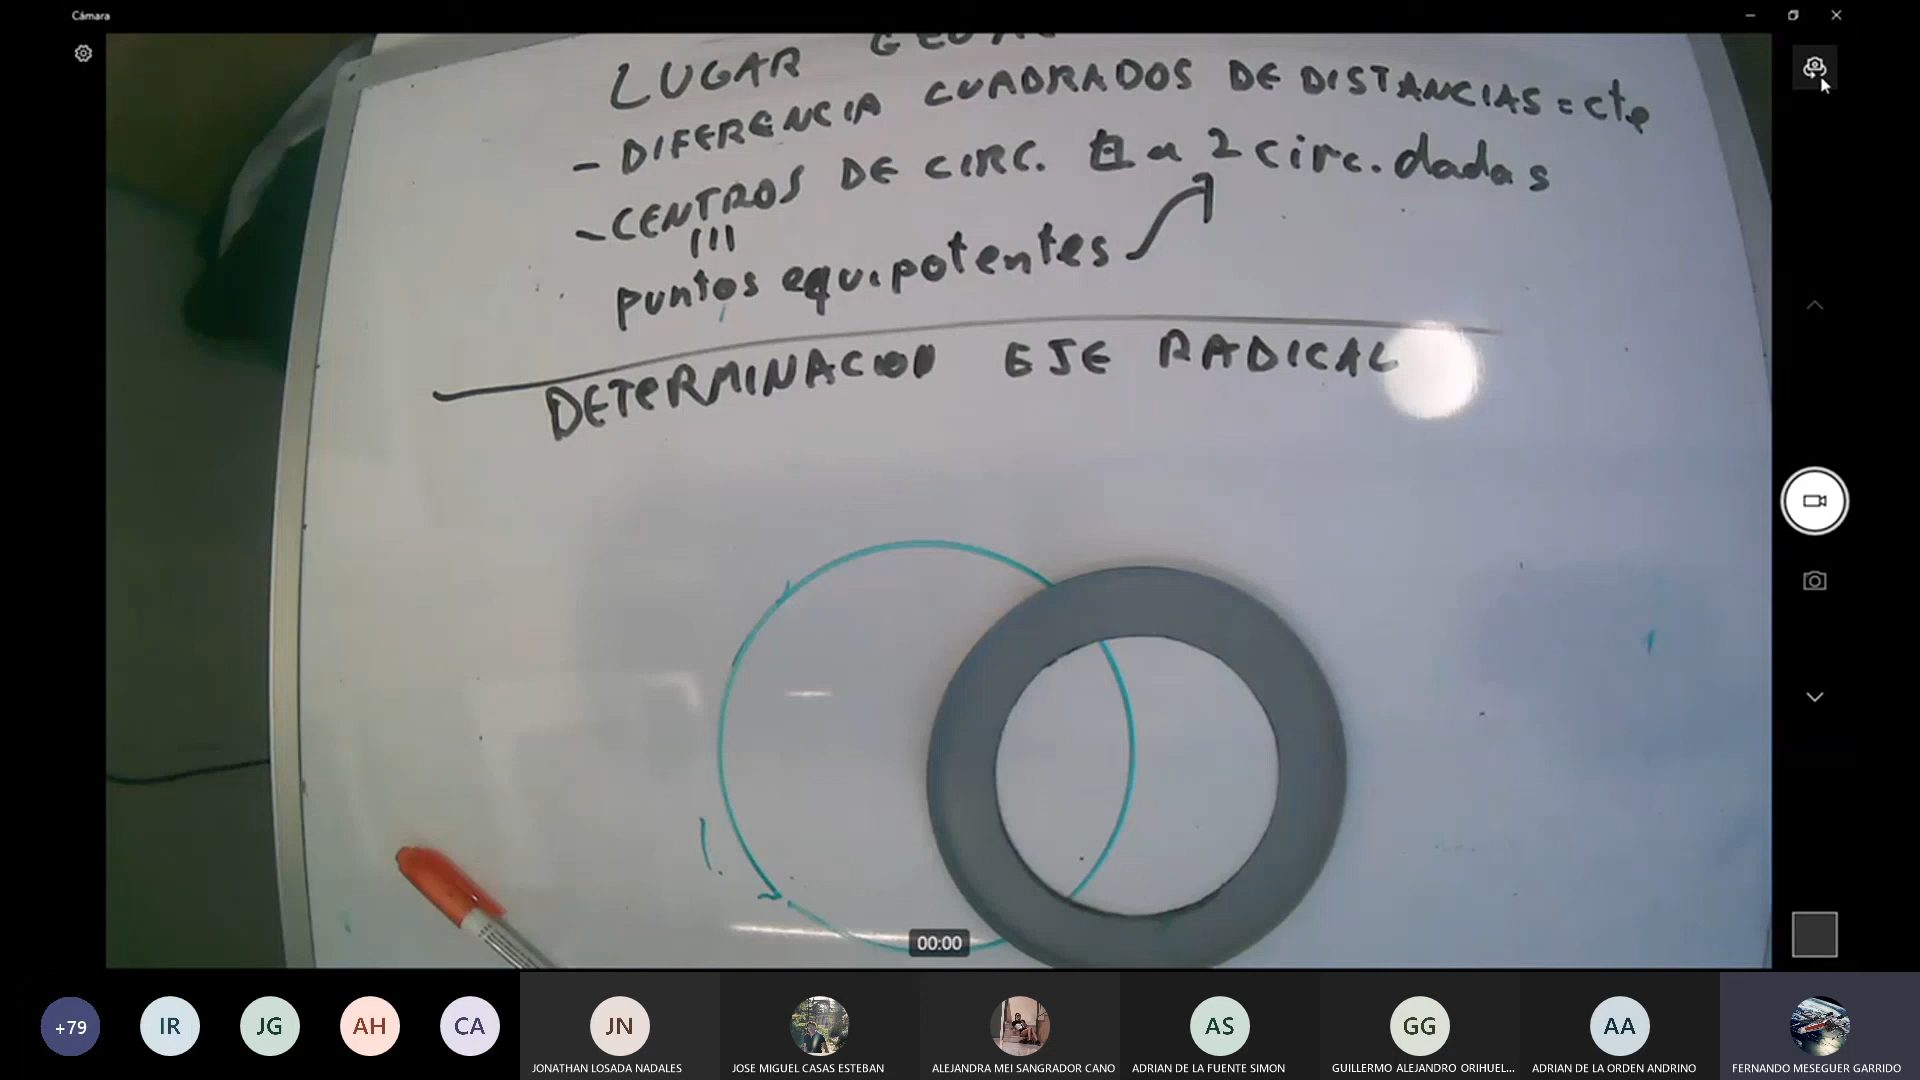 Cámara
LUGAR
- DIFERENCIA CUADRADOS DE DISTANCIAS = cte
- CENTROS DE CIRC. a 2 circ. dadas
puntos equipotentes
DETERMINACION EJE RADICAL
00:00
+79 IR JG AH CA JN AS GG AA
JONATHAN LOSADA NADALES JOSE MIGUEL CASAS ESTEBAN ALEJANDRA MEI SANGRADOR CANO ADRIAN DE LA FUENTE SIMON GUILLERMO ALEJANDRO ORIHUEL... ADRIAN DE LA ORDEN ANDRINO FERNANDO MESEGUER GARRIDO